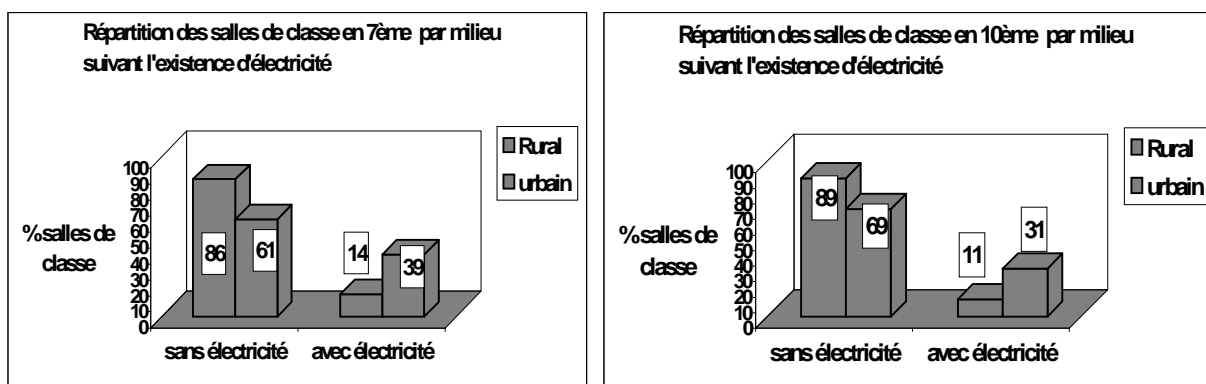 Répartition des salles de classe en 7ème par milieu
suivant l'existence d'électricité
Rural
urbain
100
90
80
70
60
50
40
30
20
10
0
% salles de
classe
86
61
14
39
sans électricité
avec électricité
Répartition des salles de classe en 10ème par milieu
suivant l'existence d'électricité
Rural
urbain
100
90
80
70
60
50
40
30
20
10
0
% salles de
classe
89
69
11
31
sans électricité
avec électricité